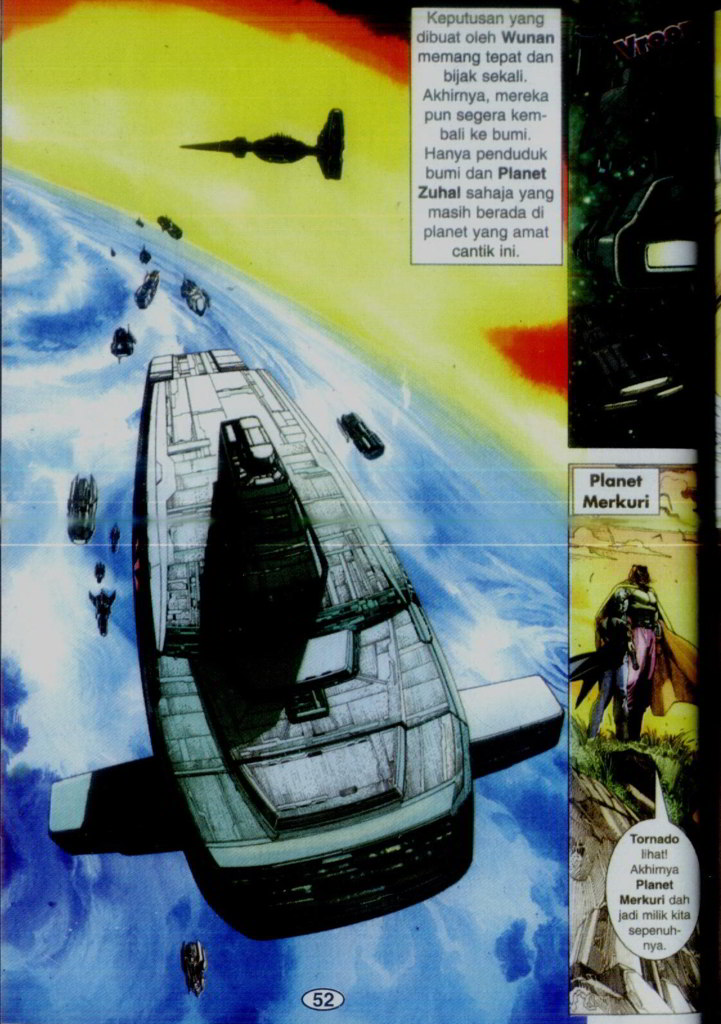 Keputusan yang
dibuat oleh Wunan
memang tepat dan
bijak sekali.
Akhirnya, mereka
pun segera kem-
bali ke bumi.
Hanya penduduk
bumi dan Planet
Zuhal sahaja yang
masih berada di
planet yang amat
cantik ini.
Planet
Merkuri
Tornado
lihat!
Akhirnya
Planet
Merkuri dah
jadi milik kita
sepenuh-
nya.
52